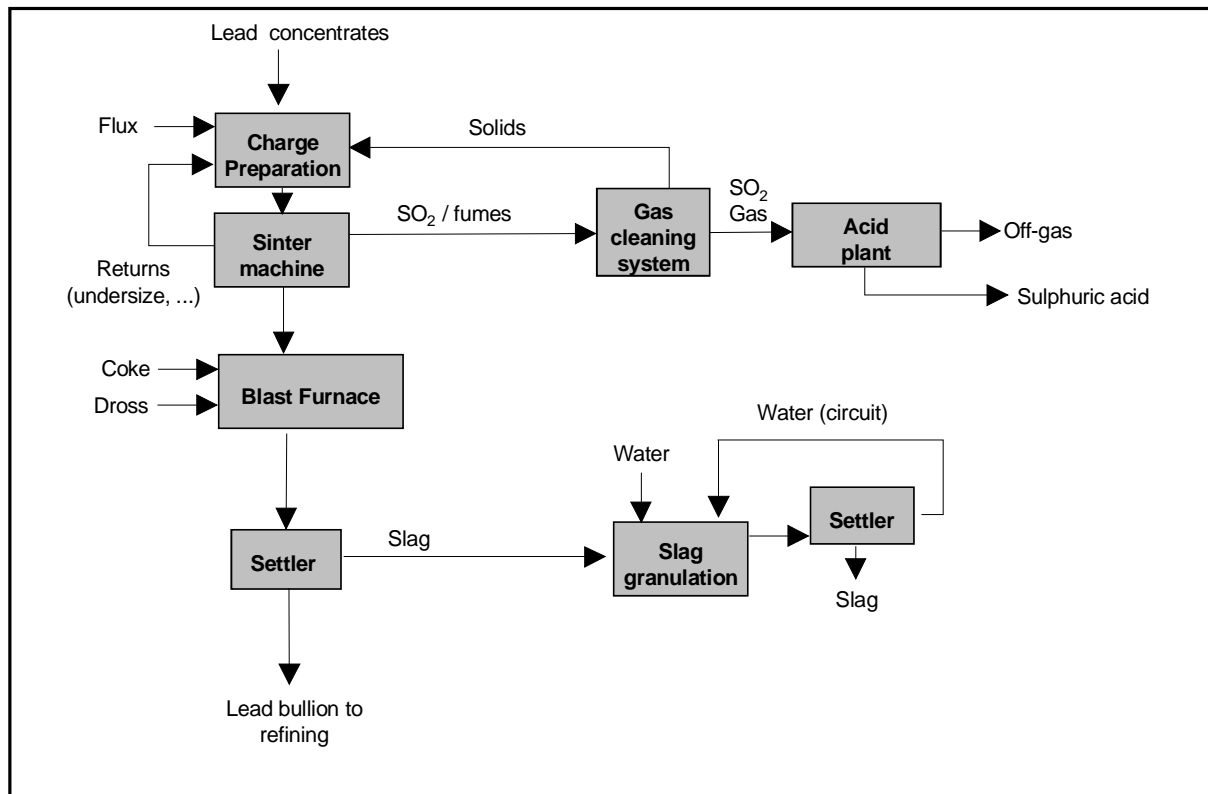 Lead concentrates
Flux
Charge
Preparation
Solids
SO2 / fumes
Gas
cleaning
system
SO2
Gas
Acid
plant
Off-gas
Sulphuric acid
Sinter
machine
Returns
(undersize, ...)
Coke
Dross
Blast Furnace
Water (circuit)
Water
Settler
Slag
Slag
granulation
Settler
Slag
Lead bullion to
refining